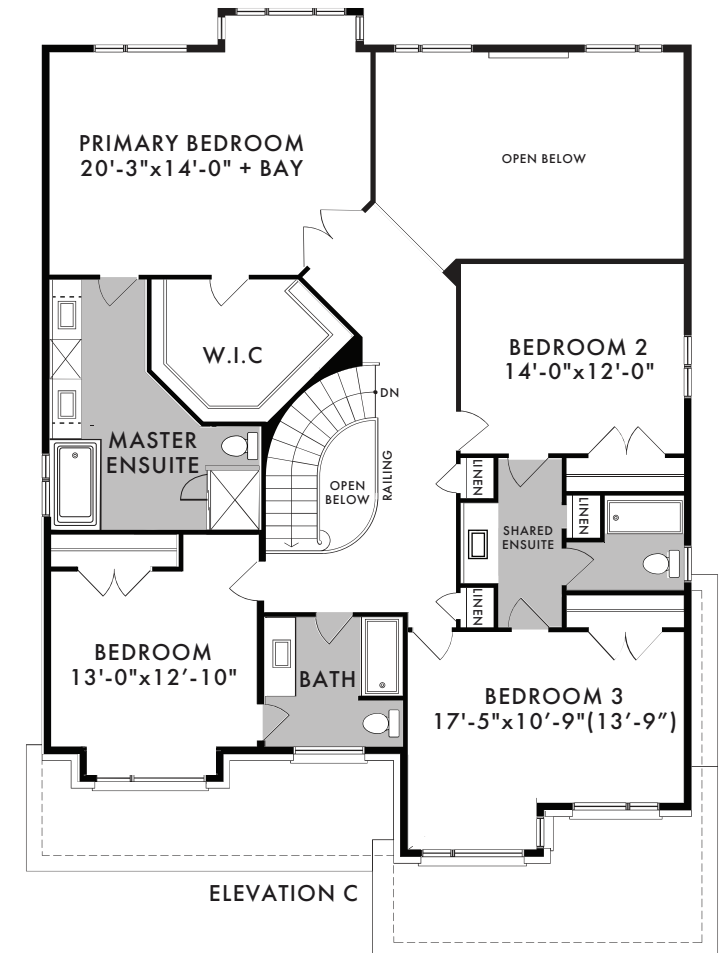 PRIMARY BEDROOM
20'-3"x14'-0" + BAY
OPEN BELOW
W.I.C
BEDROOM 2
14'-0"x12'-0"
DN
MASTER
ENSUITE
OPEN
BELOW
RAILING
LINEN
LINEN
SHARED
ENSUITE
LINEN
BEDROOM
13'-0"x12’-10"
BATH
BEDROOM 3
17'-5"x10’-9"(13’-9”)
ELEVATION C